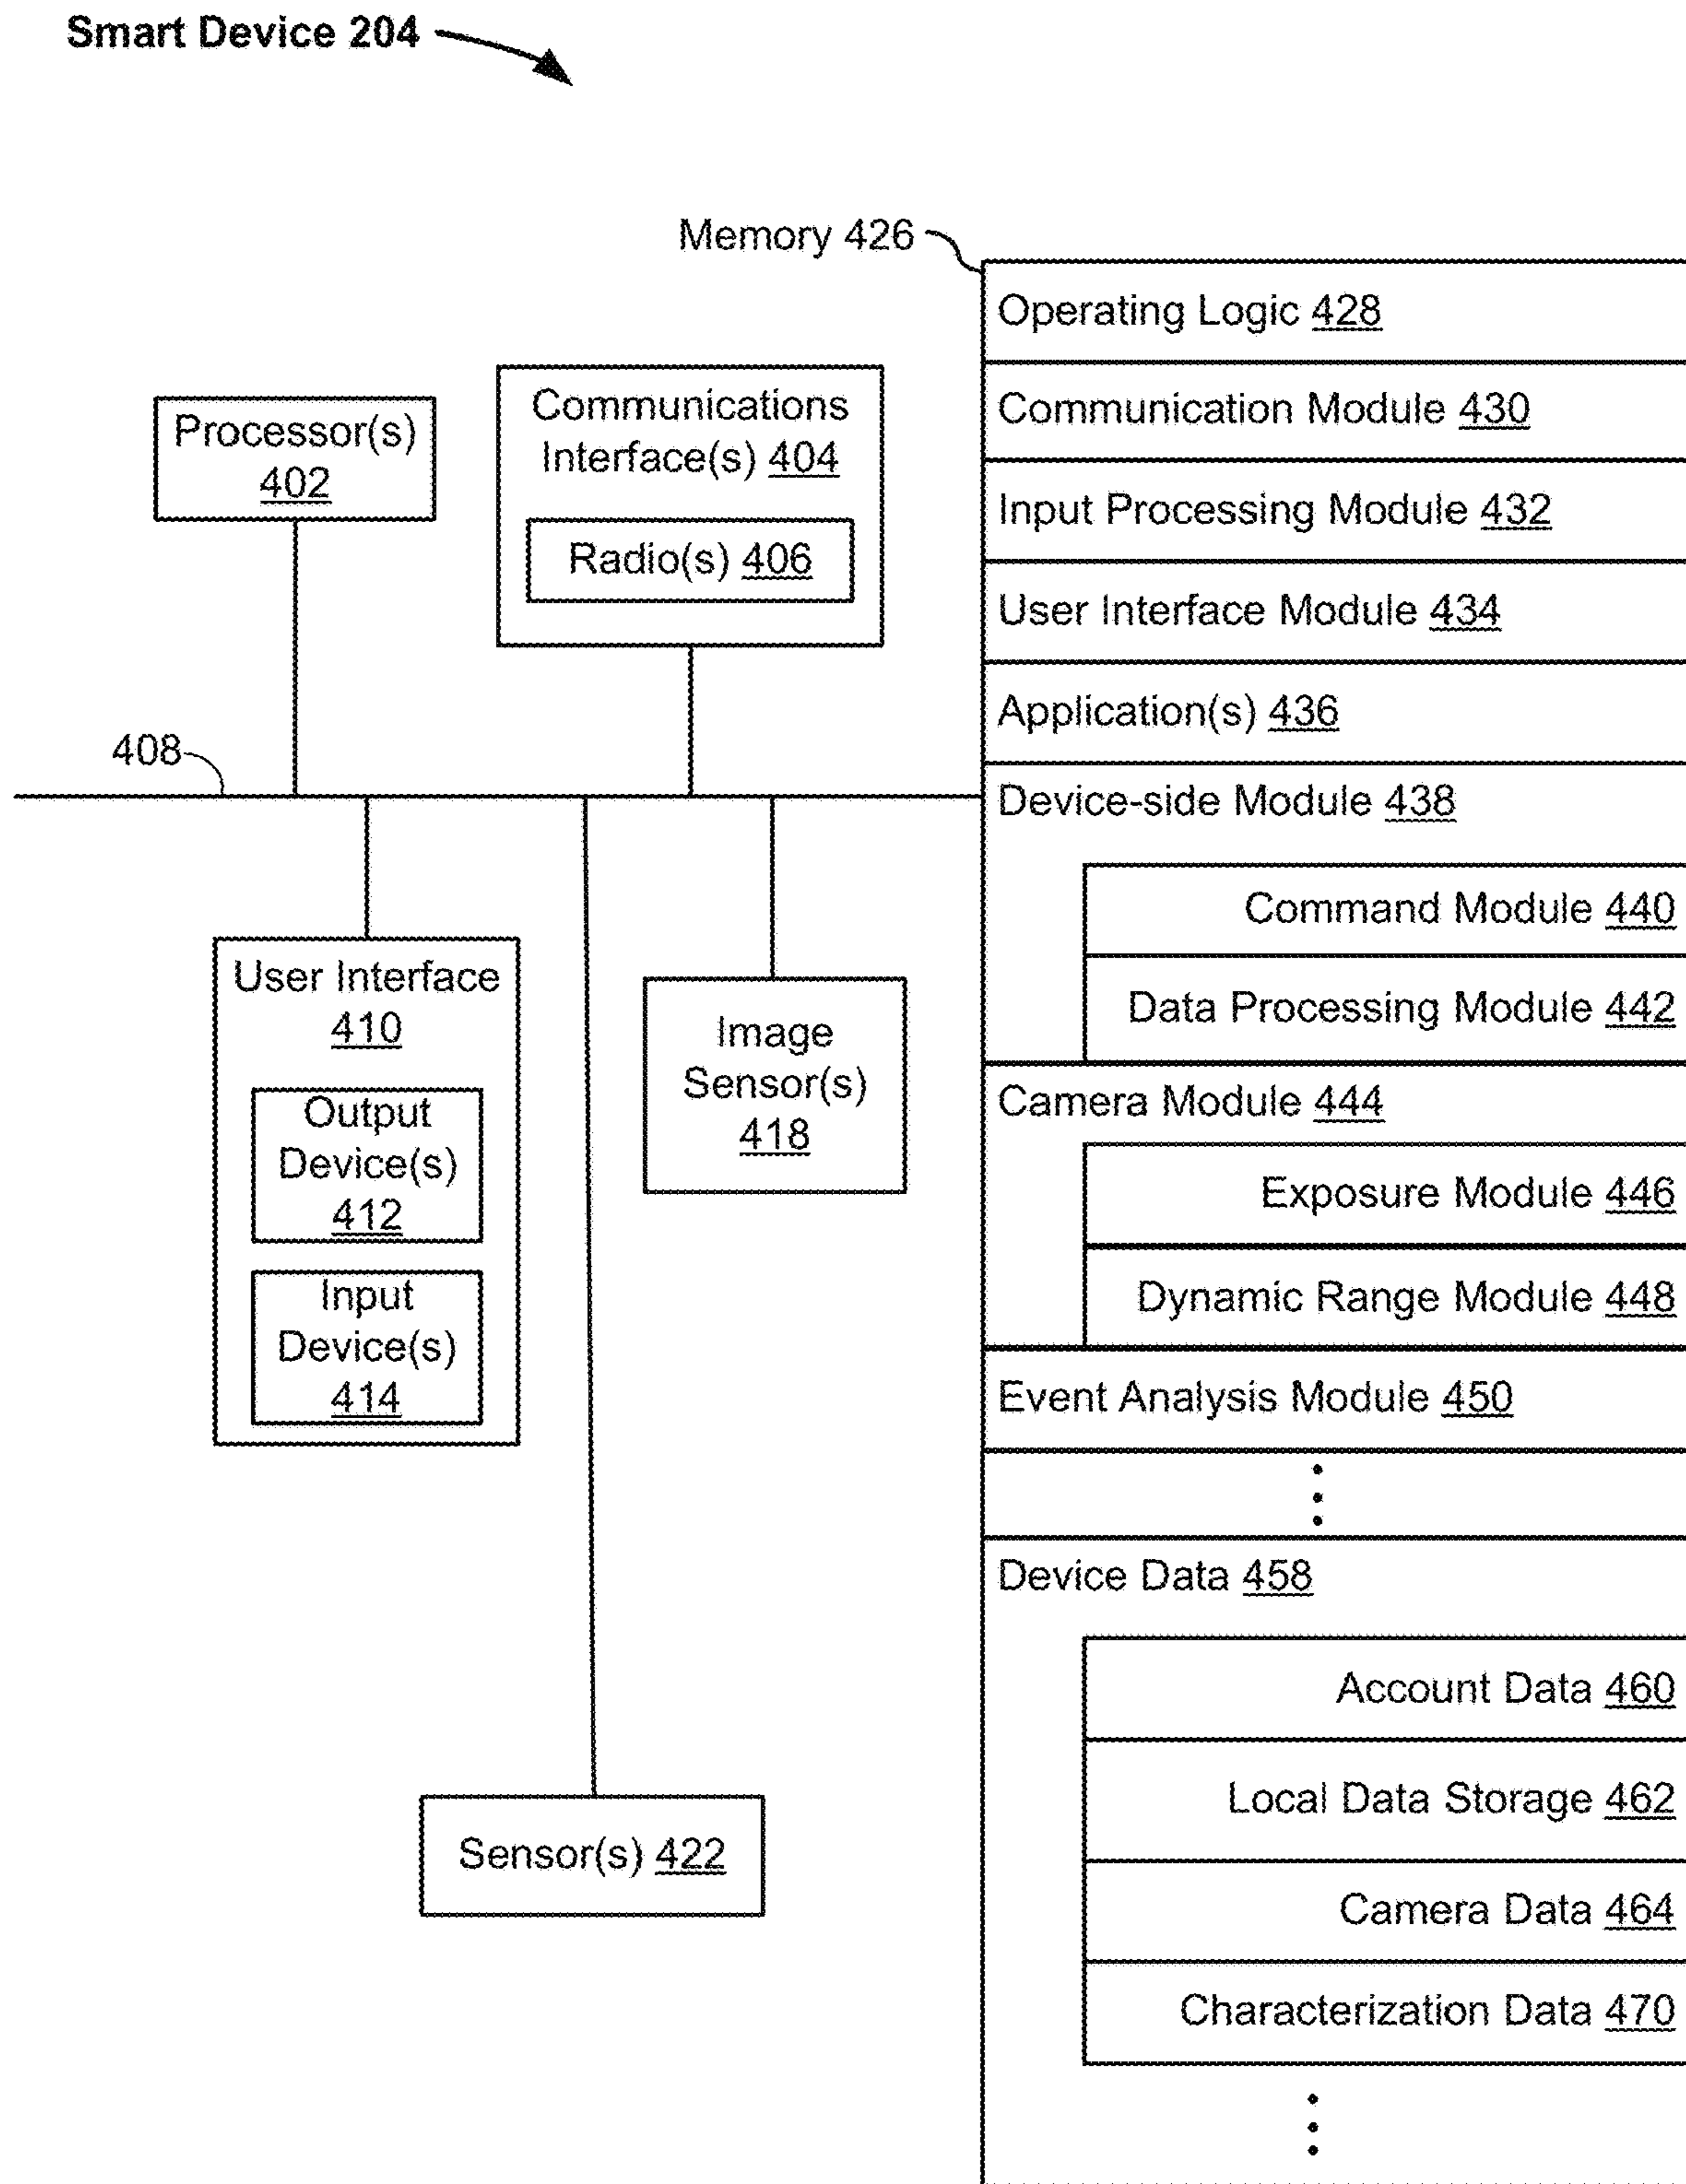 Smart Device 204
Memory 426
Operating Logic 428
Communication Module 430
Input Processing Module 432
User Interface Module 434
Application(s) 436
Device-side Module 438
Command Module 440
Data Processing Module 442
Camera Module 444
Exposure Module 446
Dynamic Range Module 448
Event Analysis Module 450
Device Data 458
Account Data 460
Local Data Storage 462
Camera Data 464
Characterization Data 470
Processor(s)
402
Communications
Interface(s) 404
Radio(s) 406
408
User Interface
410
Output
Device(s)
412
Input
Device(s)
414
Image
Sensor(s)
418
Sensor(s) 422